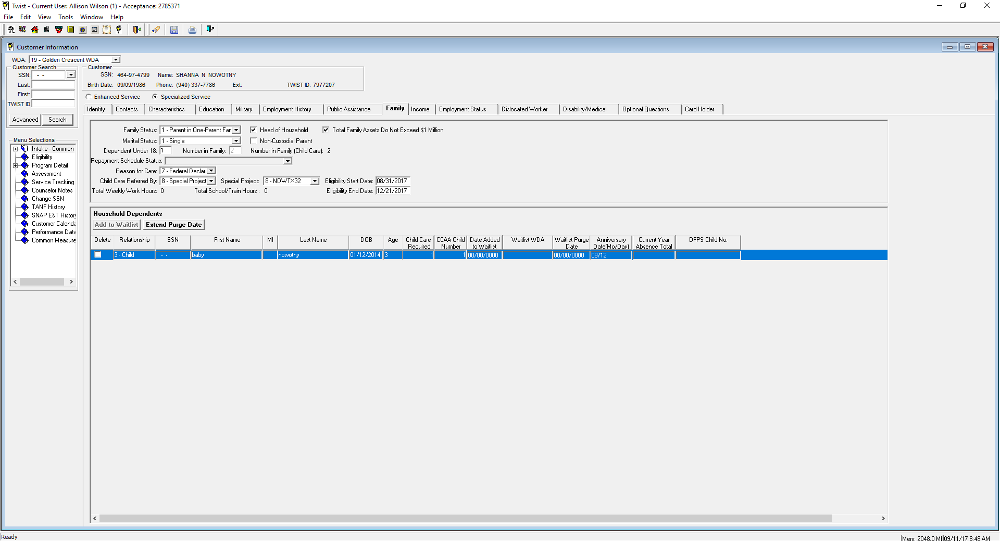 Twist - Current User: Allison Wilson (1) - Acceptance: 2785371
File Edit View Tools Window Help
Customer Information
WDA: 19 - Golden Crescent WDA
Customer Search
SSN: - -
Last:
First:
TWIST ID
Advanced Search
Customer
SSN: 464-97-4799 Name: SHANNA N NOWOTNY
Birth Date: 09/09/1986 Phone: (940) 337-7786 Ext: TWIST ID: 7977207
Enhanced Service Specialized Service
Identity Contacts Characteristics Education Military Employment History Public Assistance Family Income Employment Status Dislocated Worker Disability/Medical Optional Questions Card Holder
Menu Selections
Intake - Common
Eligibility
Program Detail
Assessment
Service Tracking
Counselor Notes
Change SSN
TANF History
SNAP E&T History
Customer Calenda
Performance Data
Common Measure
Family Status: 1 - Parent in One-Parent Fan Head of Household Total Family Assets Do Not Exceed $1 Million
Marital Status: 1 - Single Non-Custodial Parent
Dependent Under 18: 1 Number in Family: 2 Number in Family (Child Care): 2
Repayment Schedule Status:
Reason for Care: 7 - Federal Declar
Child Care Referred By: 8 - Special Project Special Project: 8 - NDWTX32 Eligibility Start Date: 08/31/2017
Total Weekly Work Hours: 0 Total School/Train Hours : 0 Eligibility End Date: 12/21/2017
Household Dependents
Add to Waitlist Extend Purge Date
Delete Relationship SSN First Name MI Last Name DOB Age Child Care Required CCAA Child Number Date Added to Waitlist Waitlist WDA Waitlist Purge Date Anniversary Date(Mo/Day) Current Year Absence Total DFPS Child No.
3 - Child - - baby nowotny 01/12/2014 3 1 1 00/00/0000 00/00/0000 09/12
Ready
Mem: 2048.0 ME 09/11/17 8:48 AM